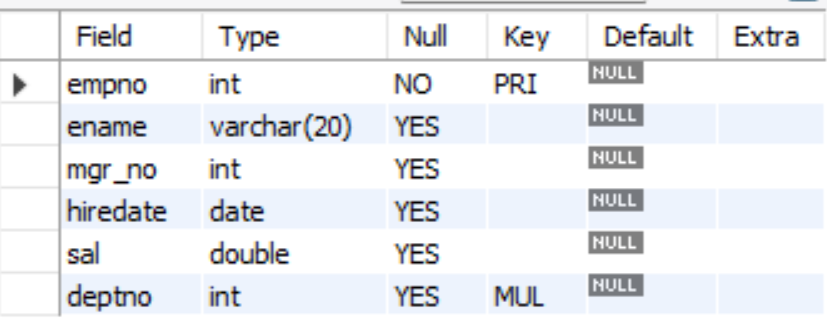 Field Type Null Key Default Extra
empno int NO PRI NULL
ename varchar(20) YES NULL
mgr_no int YES NULL
hiredate date YES NULL
sal double YES NULL
deptno int YES MUL NULL